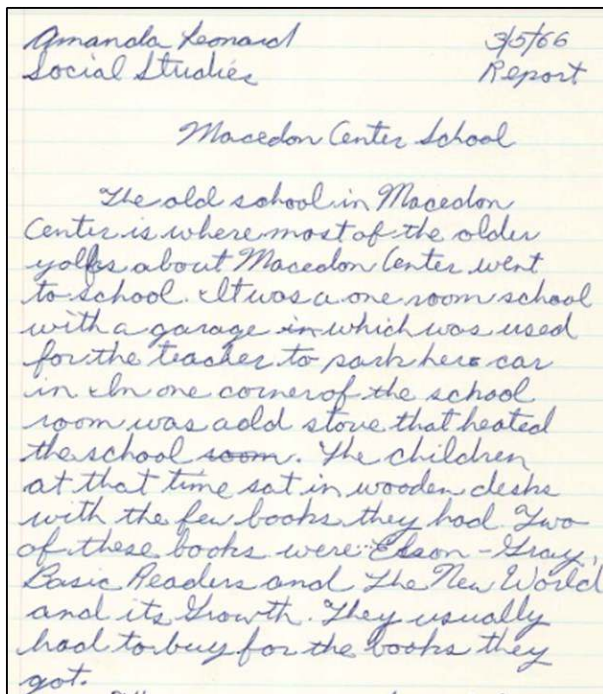 Amanda Leonard 3/5/66
Social Studies Report
Macedon Center School
The old school in Macedon
Center is where most of the older
yolks about Macedon Center went
to school. It was a one room school
with a garage in which was used
for the teacher to park her car
in. In one corner of the school
room was a old stove that heated
the school room. The children
at that time sat in wooden desks
with the few books they had. Two
of these books were Elson-Gray,
Basic Readers and The New World
and its Growth. They usually
had to buy for the books they
got.